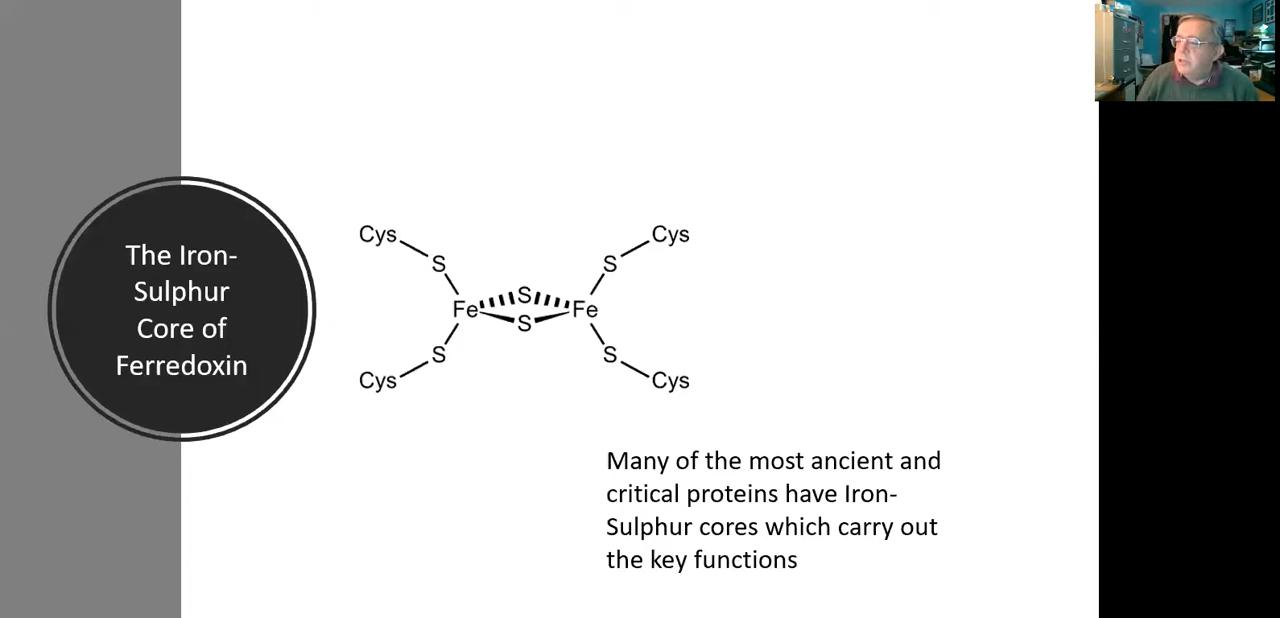 The Iron-
Sulphur
Core of
Ferredoxin
Cys
Cys
S
S
Fe
S
Fe
S
S
S
Cys
Cys
Many of the most ancient and
critical proteins have Iron-
Sulphur cores which carry out
the key functions